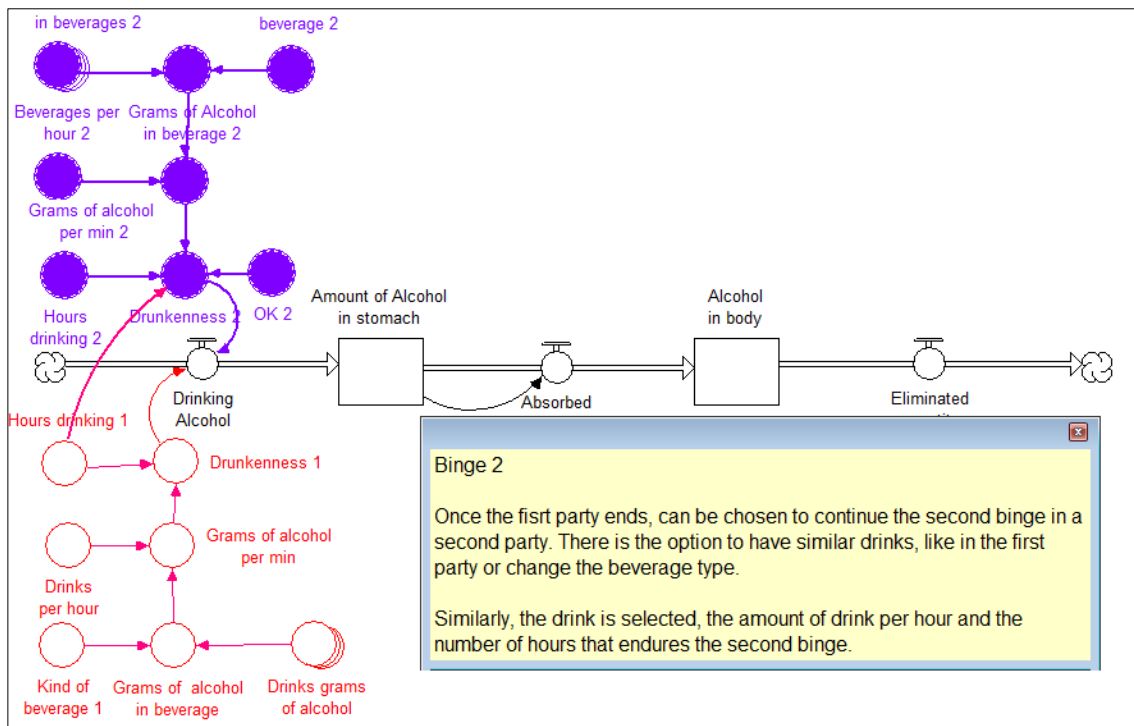 in beverages 2
beverage 2
Beverages per
hour 2
Grams of Alcohol
in beverage 2
Grams of alcohol
per min 2
Hours
drinking 2
Drunkenness 2
OK 2
Amount of Alcohol
in stomach
Alcohol
in body
Drinking
Alcohol
Absorbed
Eliminated
Hours drinking 1
Drunkenness 1
Grams of alcohol
per min
Drinks
per hour
Kind of
beverage 1
Grams of alcohol
in beverage
Drinks grams
of alcohol
Binge 2
Once the fisrt party ends, can be chosen to continue the second binge in a
second party. There is the option to have similar drinks, like in the first
party or change the beverage type.
Similarly, the drink is selected, the amount of drink per hour and the
number of hours that endures the second binge.